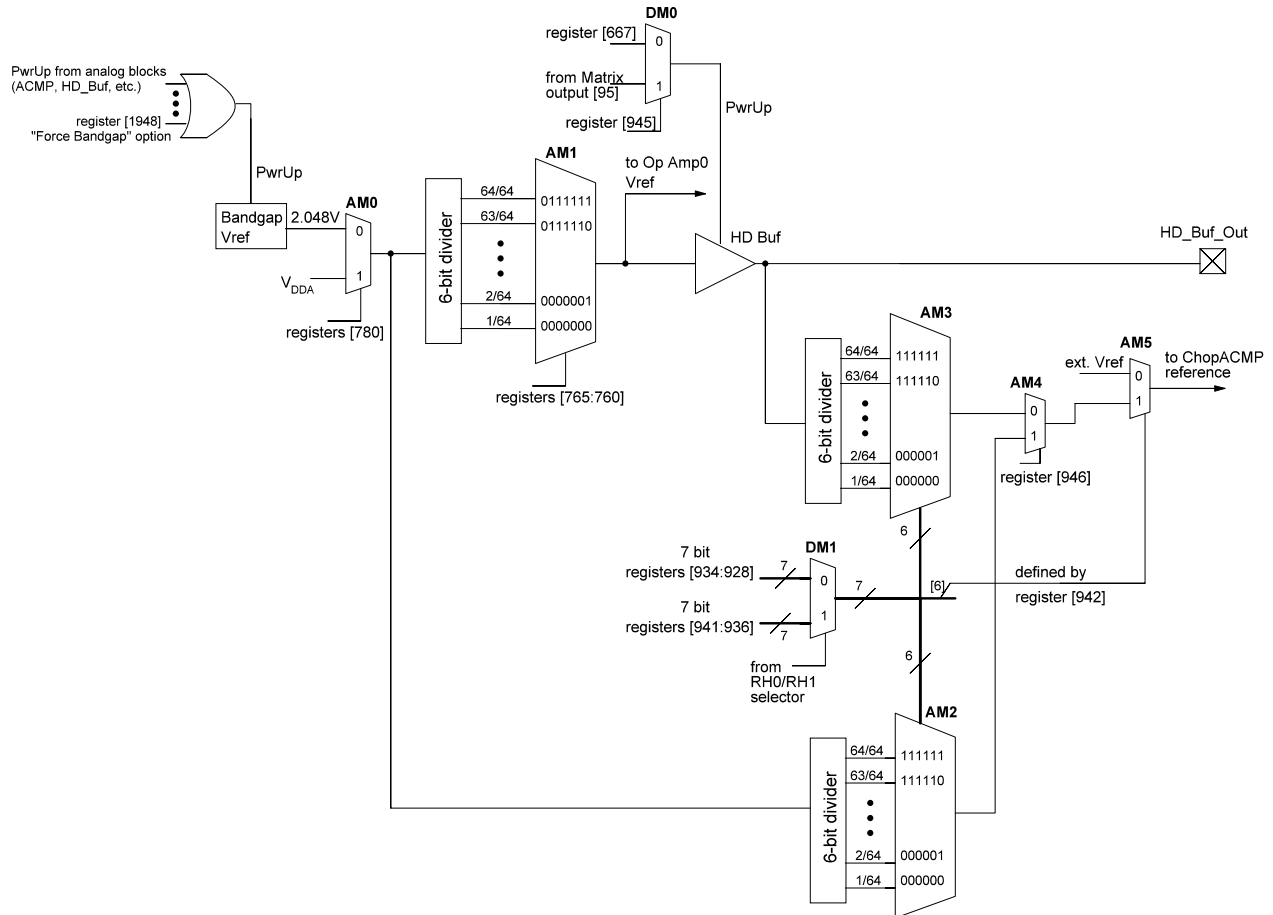 DM0
register [667]
0
from Matrix
output [95]
1
register [945]
PwrUp
PwrUp from analog blocks
(ACMP, HD_Buf, etc.)
register [1948]
"Force Bandgap" option
PwrUp
Bandgap
Vref
2.048V
AM0
0
1
VDDA
registers [780]
6-bit divider
AM1
64/64
0111111
63/64
0111110
2/64
0000001
1/64
0000000
registers [765:760]
to Op Amp0
Vref
HD Buf
HD_Buf_Out
AM3
6-bit divider
64/64
111111
63/64
111110
2/64
000001
1/64
000000
AM4
0
1
register [946]
AM5
ext. Vref
0
1
to ChopACMP
reference
6
DM1
7 bit
registers [934:928]
7
0
7 bit
registers [941:936]
7
1
7
[6]
defined by
register [942]
from
RH0/RH1
selector
6
AM2
6-bit divider
64/64
111111
63/64
111110
2/64
000001
1/64
000000